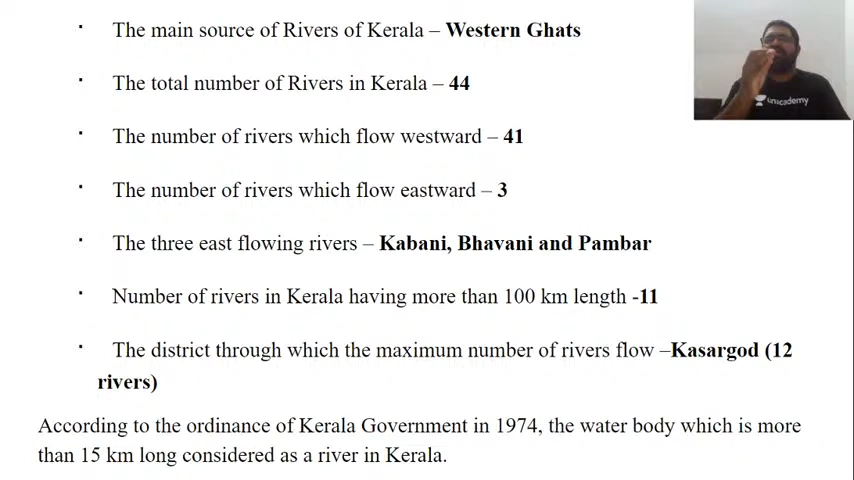 · The main source of Rivers of Kerala – Western Ghats
unacademy
· The total number of Rivers in Kerala – 44
· The number of rivers which flow westward – 41
· The number of rivers which flow eastward – 3
· The three east flowing rivers – Kabani, Bhavani and Pambar
· Number of rivers in Kerala having more than 100 km length -11
· The district through which the maximum number of rivers flow –Kasargod (12
rivers)
According to the ordinance of Kerala Government in 1974, the water body which is more
than 15 km long considered as a river in Kerala.